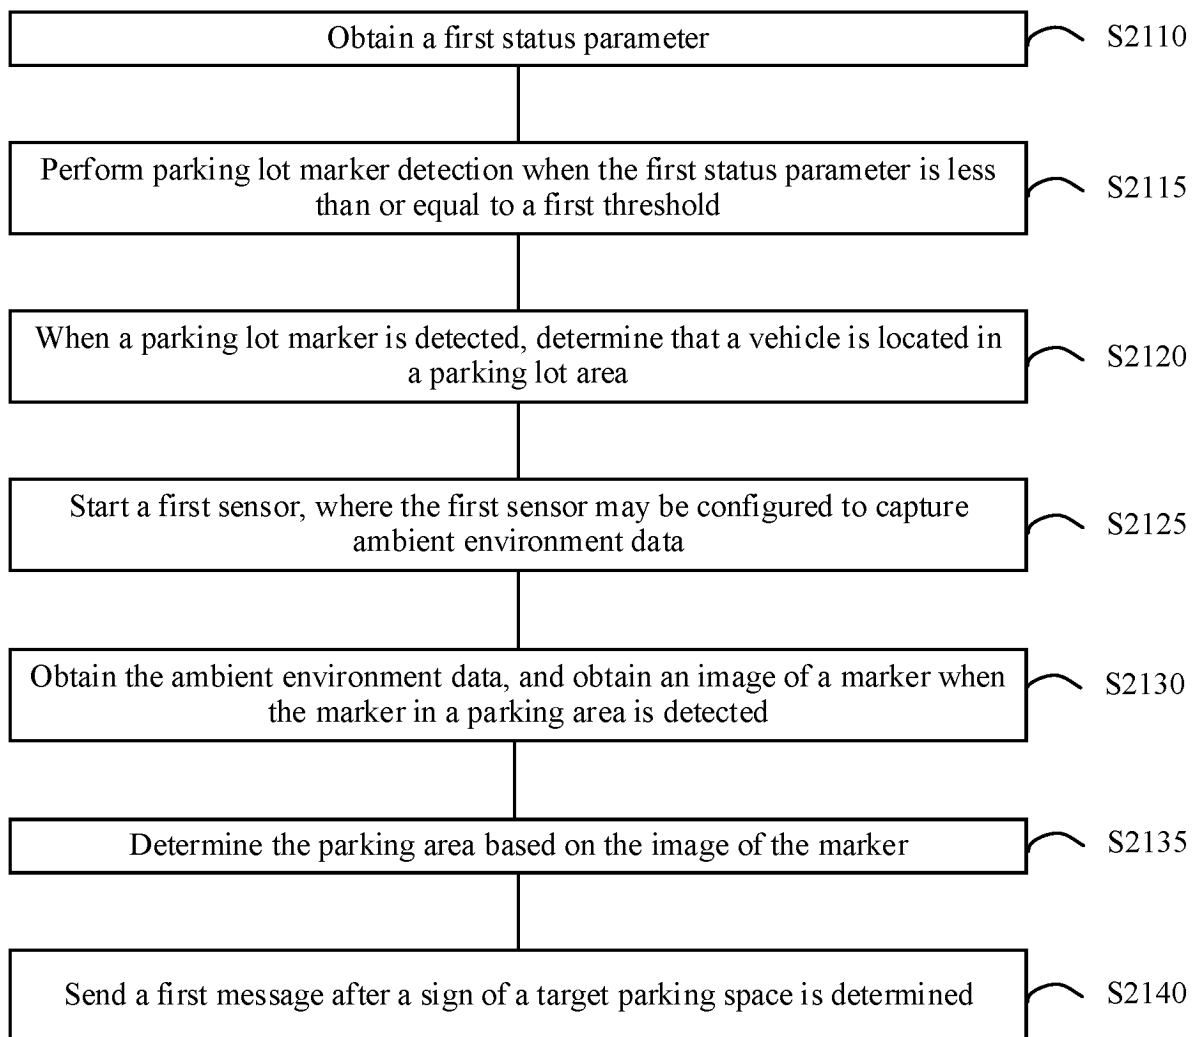 Obtain a first status parameter
S2110
Perform parking lot marker detection when the first status parameter is less
than or equal to a first threshold
S2115
When a parking lot marker is detected, determine that a vehicle is located in
a parking lot area
S2120
Start a first sensor, where the first sensor may be configured to capture
ambient environment data
S2125
Obtain the ambient environment data, and obtain an image of a marker when
the marker in a parking area is detected
S2130
Determine the parking area based on the image of the marker
S2135
Send a first message after a sign of a target parking space is determined
S2140